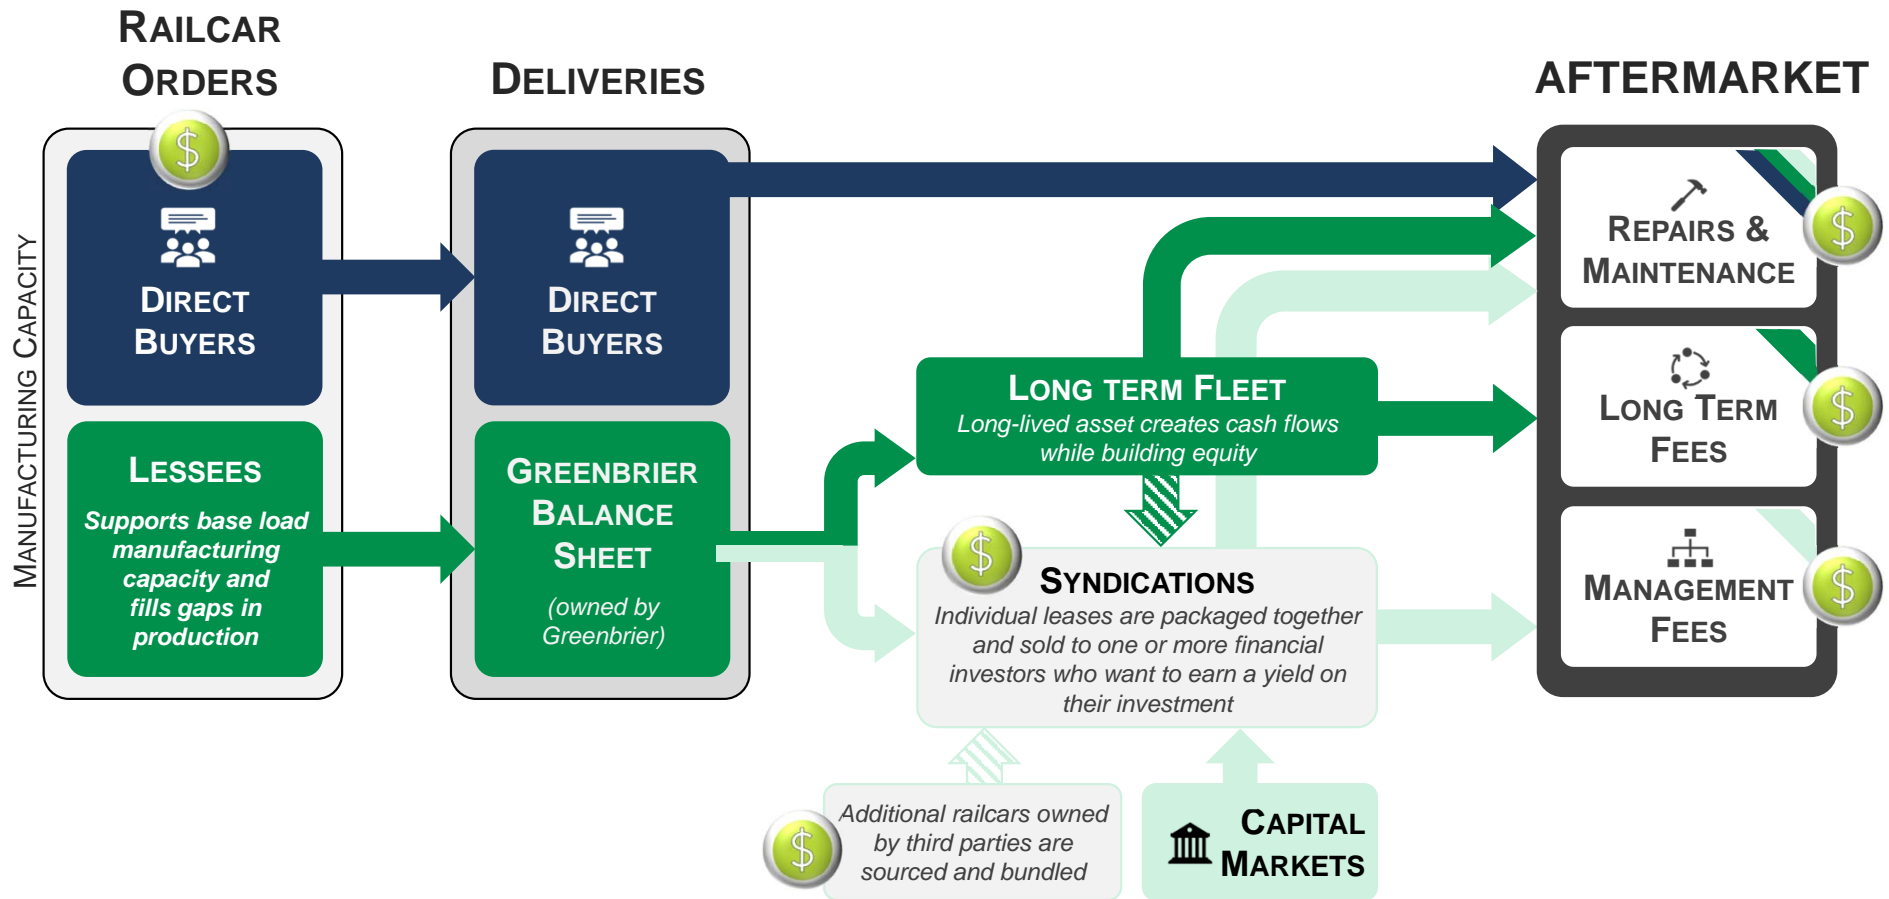 RAILCAR
ORDERS
DELIVERIES
AFTERMARKET
MANUFACTURING CAPACITY
$
DIRECT
BUYERS
LESSEES
Supports base load
manufacturing
capacity and
fills gaps in
production
DIRECT
BUYERS
GREENBRIER
BALANCE
SHEET
(owned by
Greenbrier)
LONG TERM FLEET
Long-lived asset creates cash flows
while building equity
$
SYNDICATIONS
Individual leases are packaged together
and sold to one or more financial
investors who want to earn a yield on
their investment
$
Additional railcars owned
by third parties are
sourced and bundled
CAPITAL
MARKETS
REPAIRS &
MAINTENANCE
$
LONG TERM
FEES
$
MANAGEMENT
FEES
$